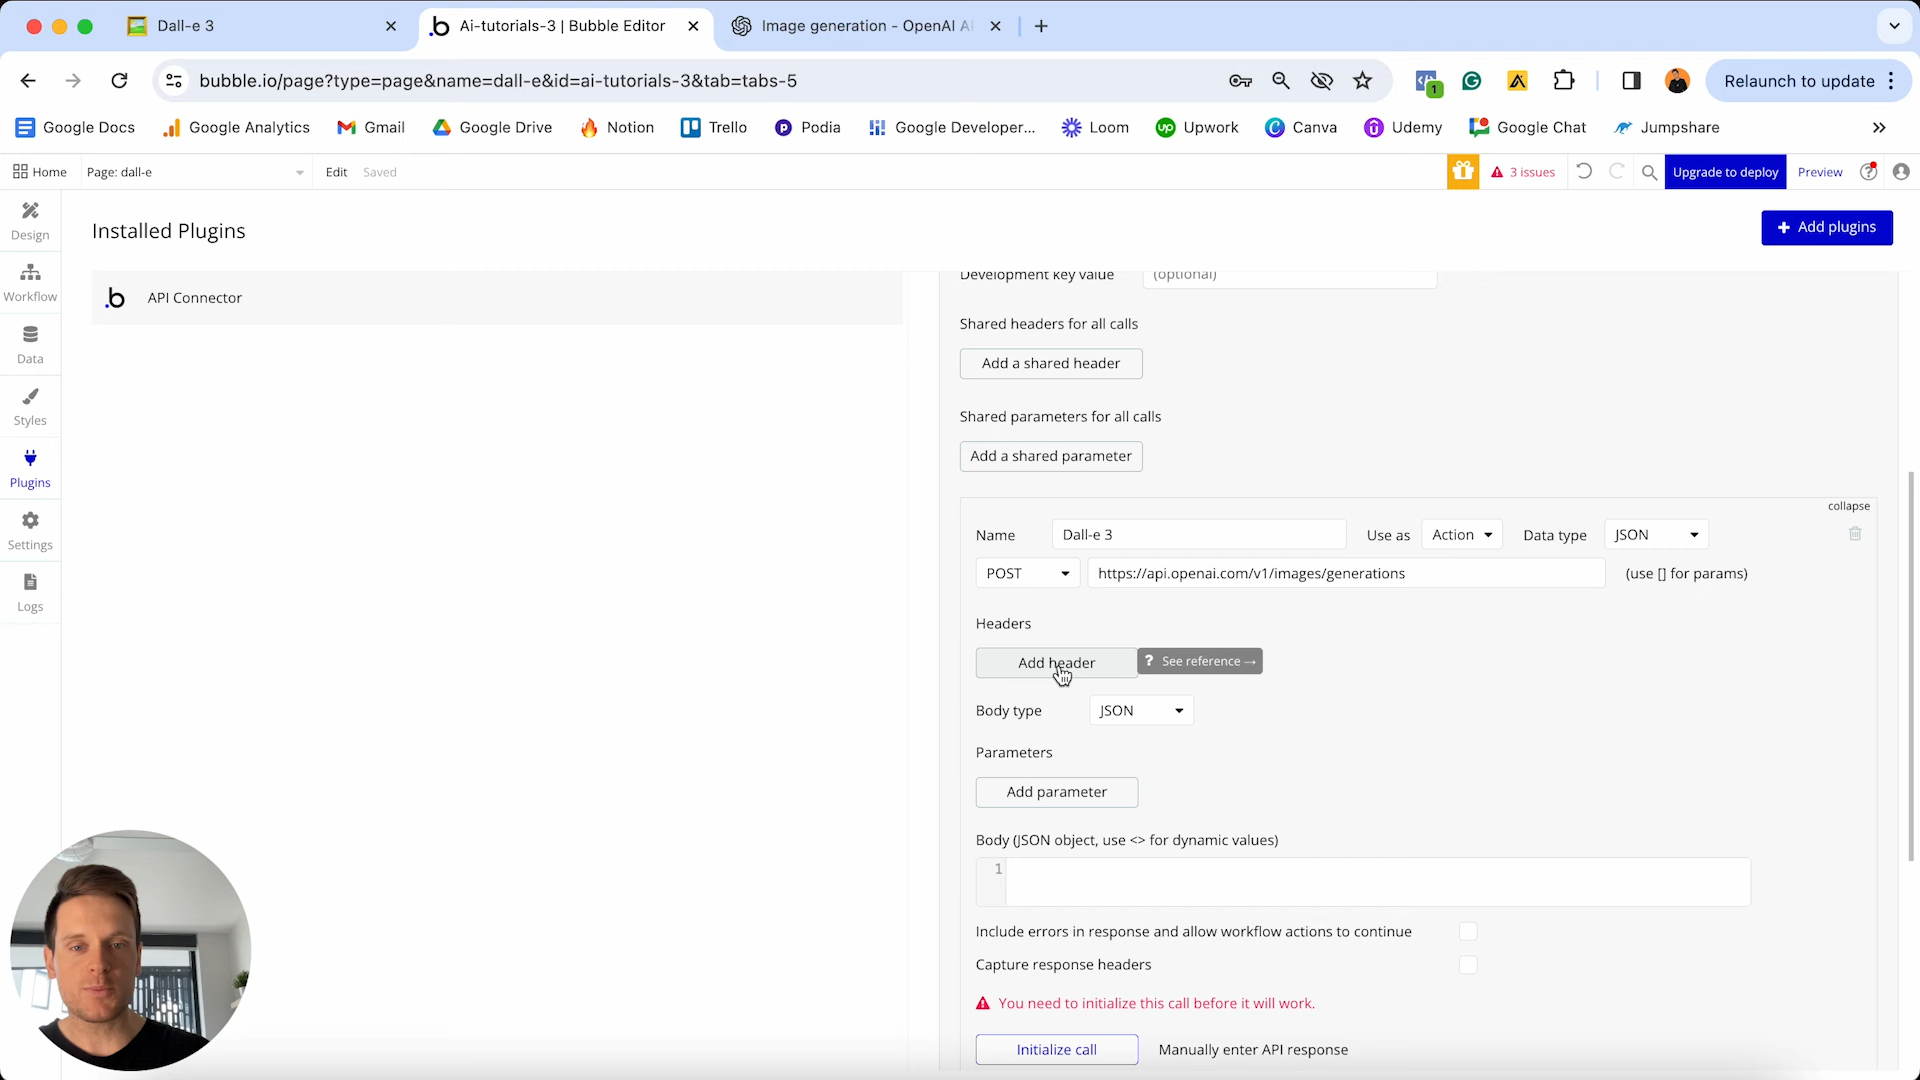 Dall-e 3
Ai-tutorials-3 | Bubble Editor
Image generation - OpenAI A
bubble.io/page?type=page&name=dall-e&id=ai-tutorials-3&tab=tabs-5
1
Relaunch to update
Google Docs
Google Analytics
Gmail
Google Drive
Notion
Trello
Podia
Google Developer...
Loom
Upwork
Canva
Udemy
Google Chat
Jumpshare
Home
Page: dall-e
Edit
Saved
3 issues
Upgrade to deploy
Preview
Design
Workflow
Data
Styles
Plugins
Settings
Logs
Installed Plugins
Add plugins
API Connector
Development key value
(optional)
Shared headers for all calls
Add a shared header
Shared parameters for all calls
Add a shared parameter
collapse
Name
Dall-e 3
Use as
Action
Data type
JSON
POST
https://api.openai.com/v1/images/generations
(use [] for params)
Headers
Add header
? See reference →
Body type
JSON
Parameters
Add parameter
Body (JSON object, use <> for dynamic values)
1
Include errors in response and allow workflow actions to continue
Capture response headers
You need to initialize this call before it will work.
Initialize call
Manually enter API response